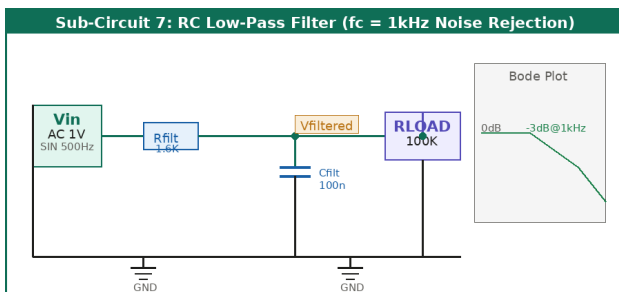 Sub-Circuit 7: RC Low-Pass Filter (fc = 1kHz Noise Rejection)
Vin
AC 1V
SIN 500Hz
Rfilt
1.6K
Vfiltered
Cfilt
100n
RLOAD
100K
Bode Plot
0dB
-3dB@1kHz
GND
GND